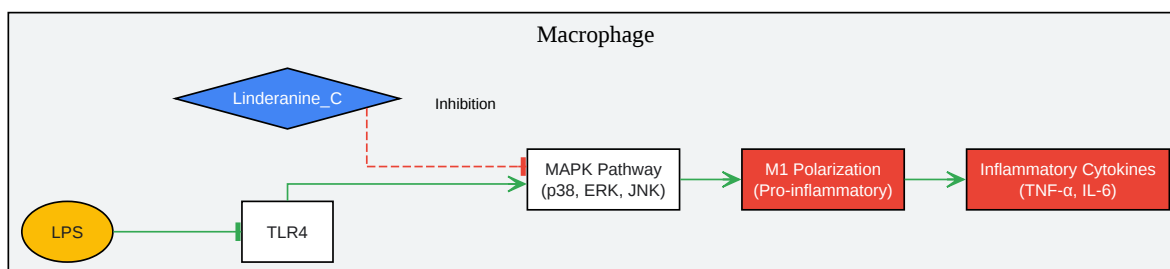 Macrophage
Linderanine_C
Inhibition
MAPK Pathway
(p38, ERK, JNK)
M1 Polarization
(Pro-inflammatory)
Inflammatory Cytokines
(TNF-α, IL-6)
LPS
TLR4